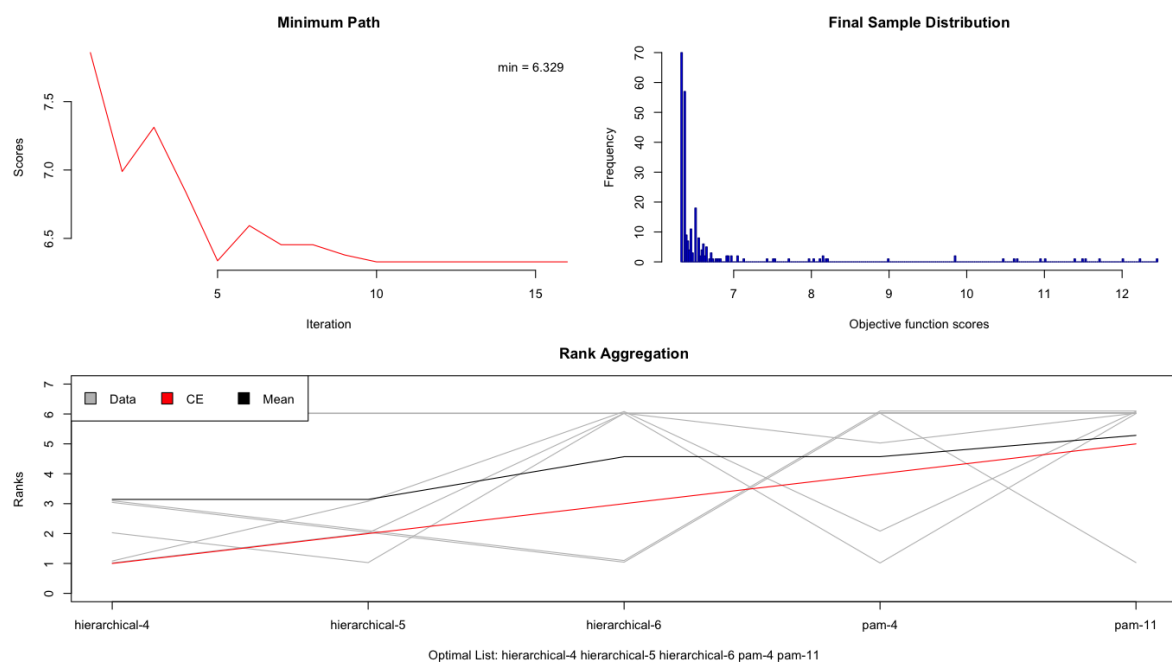 Minimum Path
min = 6.329
Scores
7.5
7.0
6.5
5
10
15
Iteration
Final Sample Distribution
Frequency
70
60
50
40
30
20
10
0
7
8
9
10
11
12
Objective function scores
Rank Aggregation
Data
CE
Mean
Ranks
7
6
5
4
3
2
1
0
hierarchical-4
hierarchical-5
hierarchical-6
pam-4
pam-11
Optimal List: hierarchical-4 hierarchical-5 hierarchical-6 pam-4 pam-11